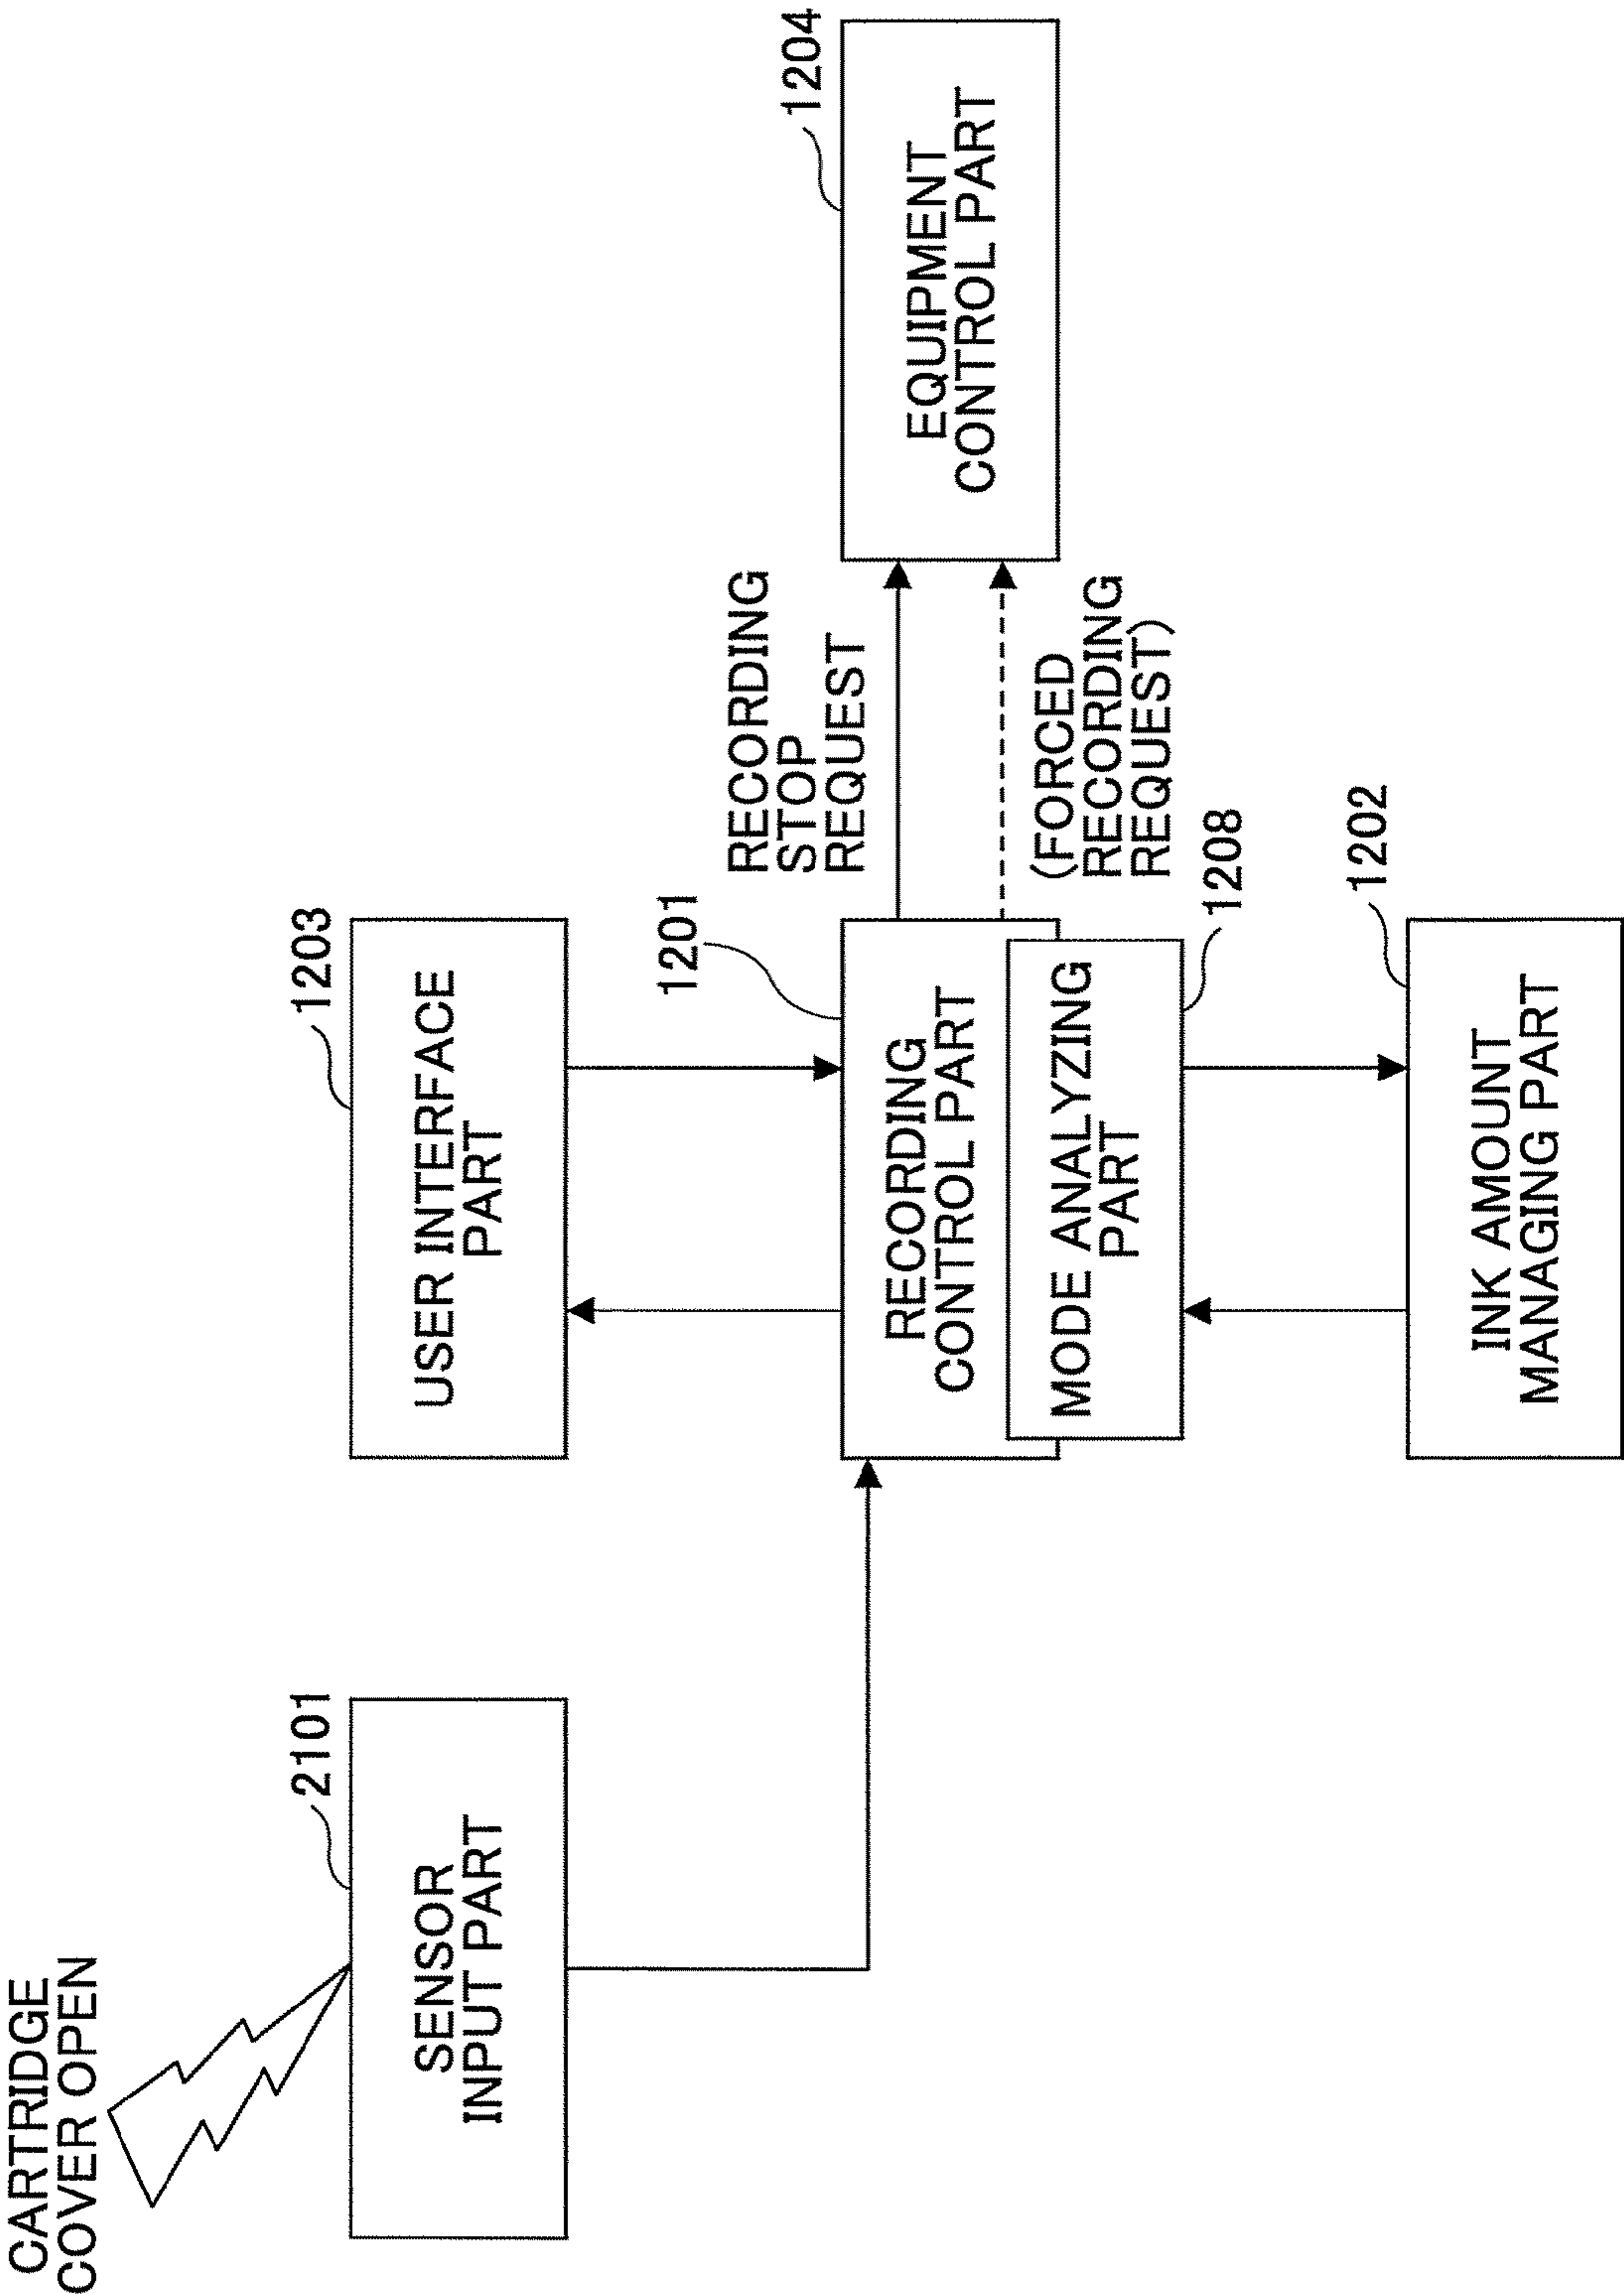 CARTRIDGE
COVER OPEN
2101
SENSOR
INPUT PART
1203
USER INTERFACE
PART
1201
RECORDING
CONTROL PART
MODE ANALYZING
PART
1208
1202
INK AMOUNT
MANAGING PART
RECORDING
STOP
REQUEST
(FORCED
RECORDING
REQUEST)
1204
EQUIPMENT
CONTROL PART